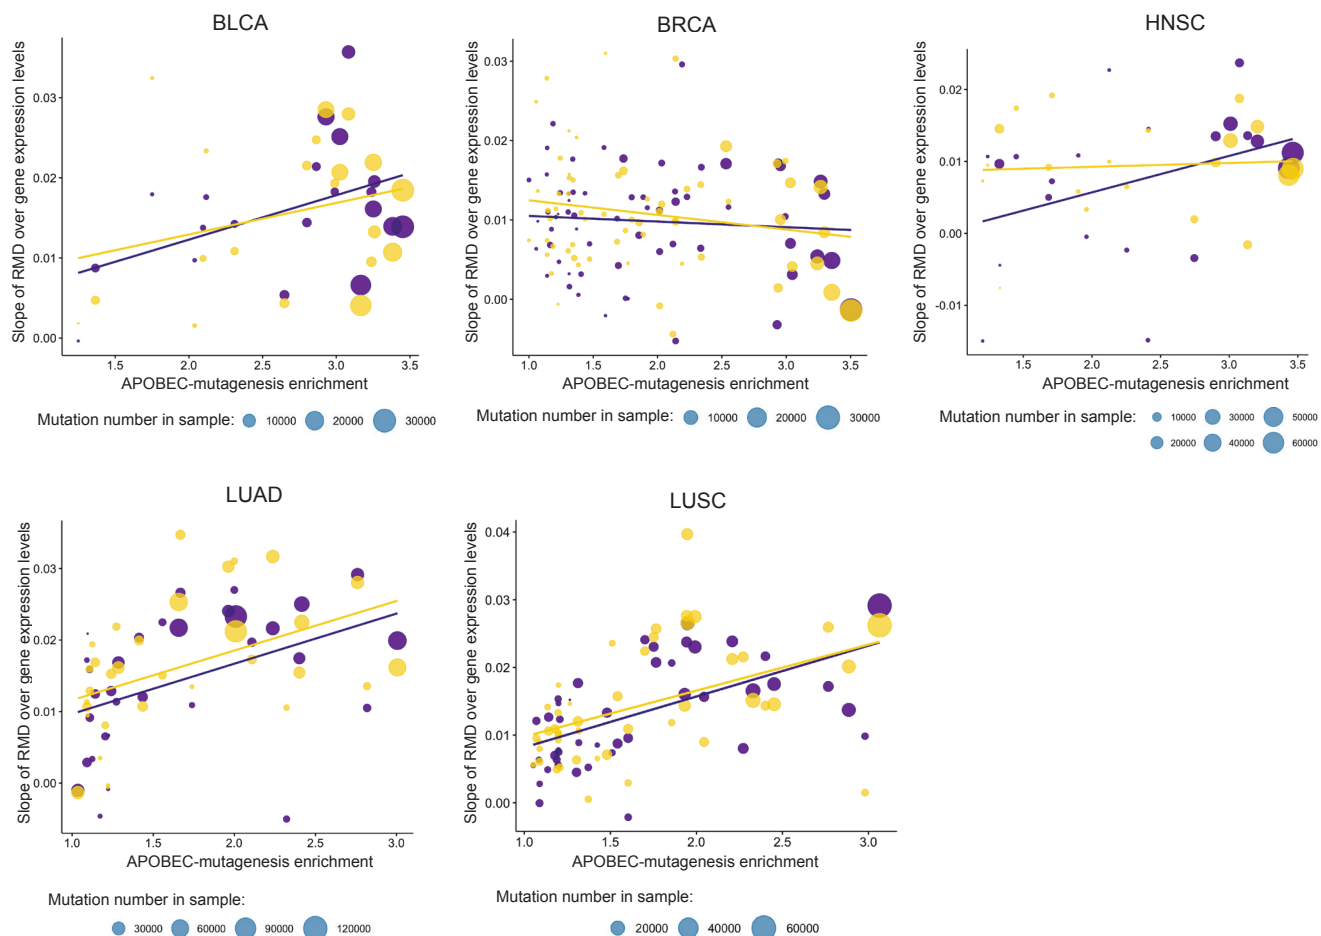 BLCA
BRCA
HNSC
Slope of RMD over gene expression levels
0.03
0.02
0.01
0.00
1.5 2.0 2.5 3.0 3.5
APOBEC-mutagenesis enrichment
Mutation number in sample: 10000 20000 30000
Slope of RMD over gene expression levels
0.03
0.02
0.01
0.00
1.0 1.5 2.0 2.5 3.0 3.5
APOBEC-mutagenesis enrichment
Mutation number in sample: 10000 20000 30000
Slope of RMD over gene expression levels
0.02
0.01
0.00
-0.01
1.5 2.0 2.5 3.0 3.5
APOBEC-mutagenesis enrichment
Mutation number in sample: 10000 30000 50000
20000 40000 60000
LUAD
LUSC
Slope of RMD over gene expression levels
0.03
0.02
0.01
0.00
1.0 1.5 2.0 2.5 3.0
APOBEC-mutagenesis enrichment
Mutation number in sample:
30000 60000 90000 120000
Slope of RMD over gene expression levels
0.04
0.03
0.02
0.01
0.00
1.0 1.5 2.0 2.5 3.0
APOBEC-mutagenesis enrichment
Mutation number in sample:
20000 40000 60000